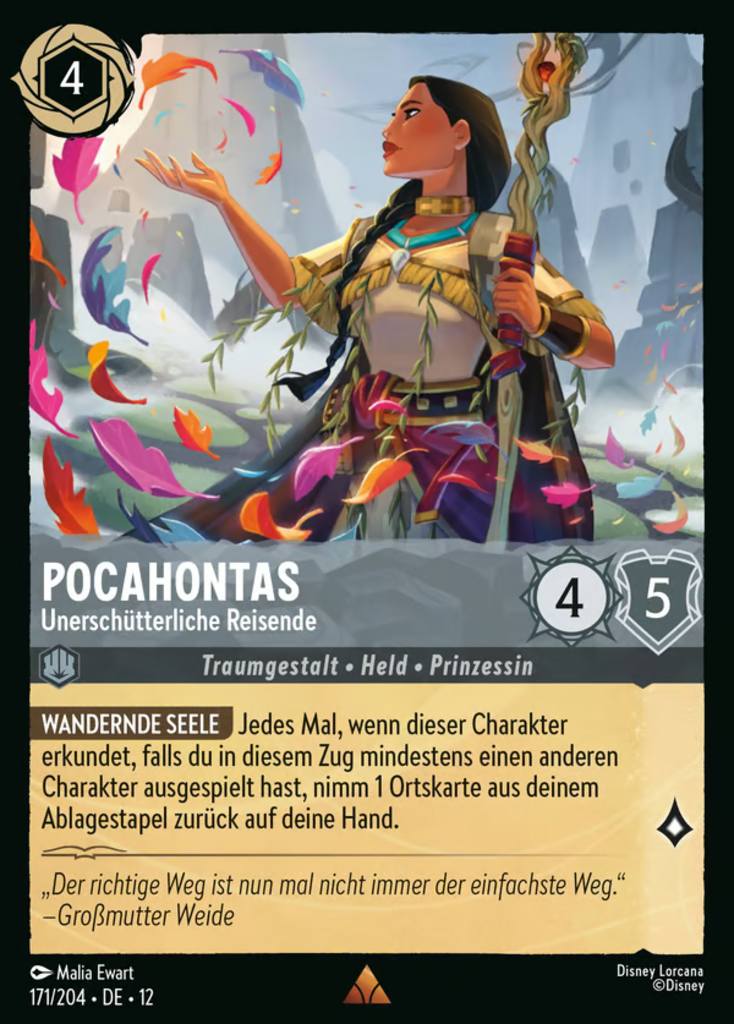 4
POCAHONTAS
Unerschütterliche Reisende
4
5
Traumgestalt • Held • Prinzessin
WANDERNDE SEELE Jedes Mal, wenn dieser Charakter
erkundet, falls du in diesem Zug mindestens einen anderen
Charakter ausgespielt hast, nimm 1 Ortskarte aus deinem
Ablagestapel zurück auf deine Hand.
„Der richtige Weg ist nun mal nicht immer der einfachste Weg.“
—Großmutter Weide
Malia Ewart
171/204 • DE • 12
Disney Lorcana
©Disney